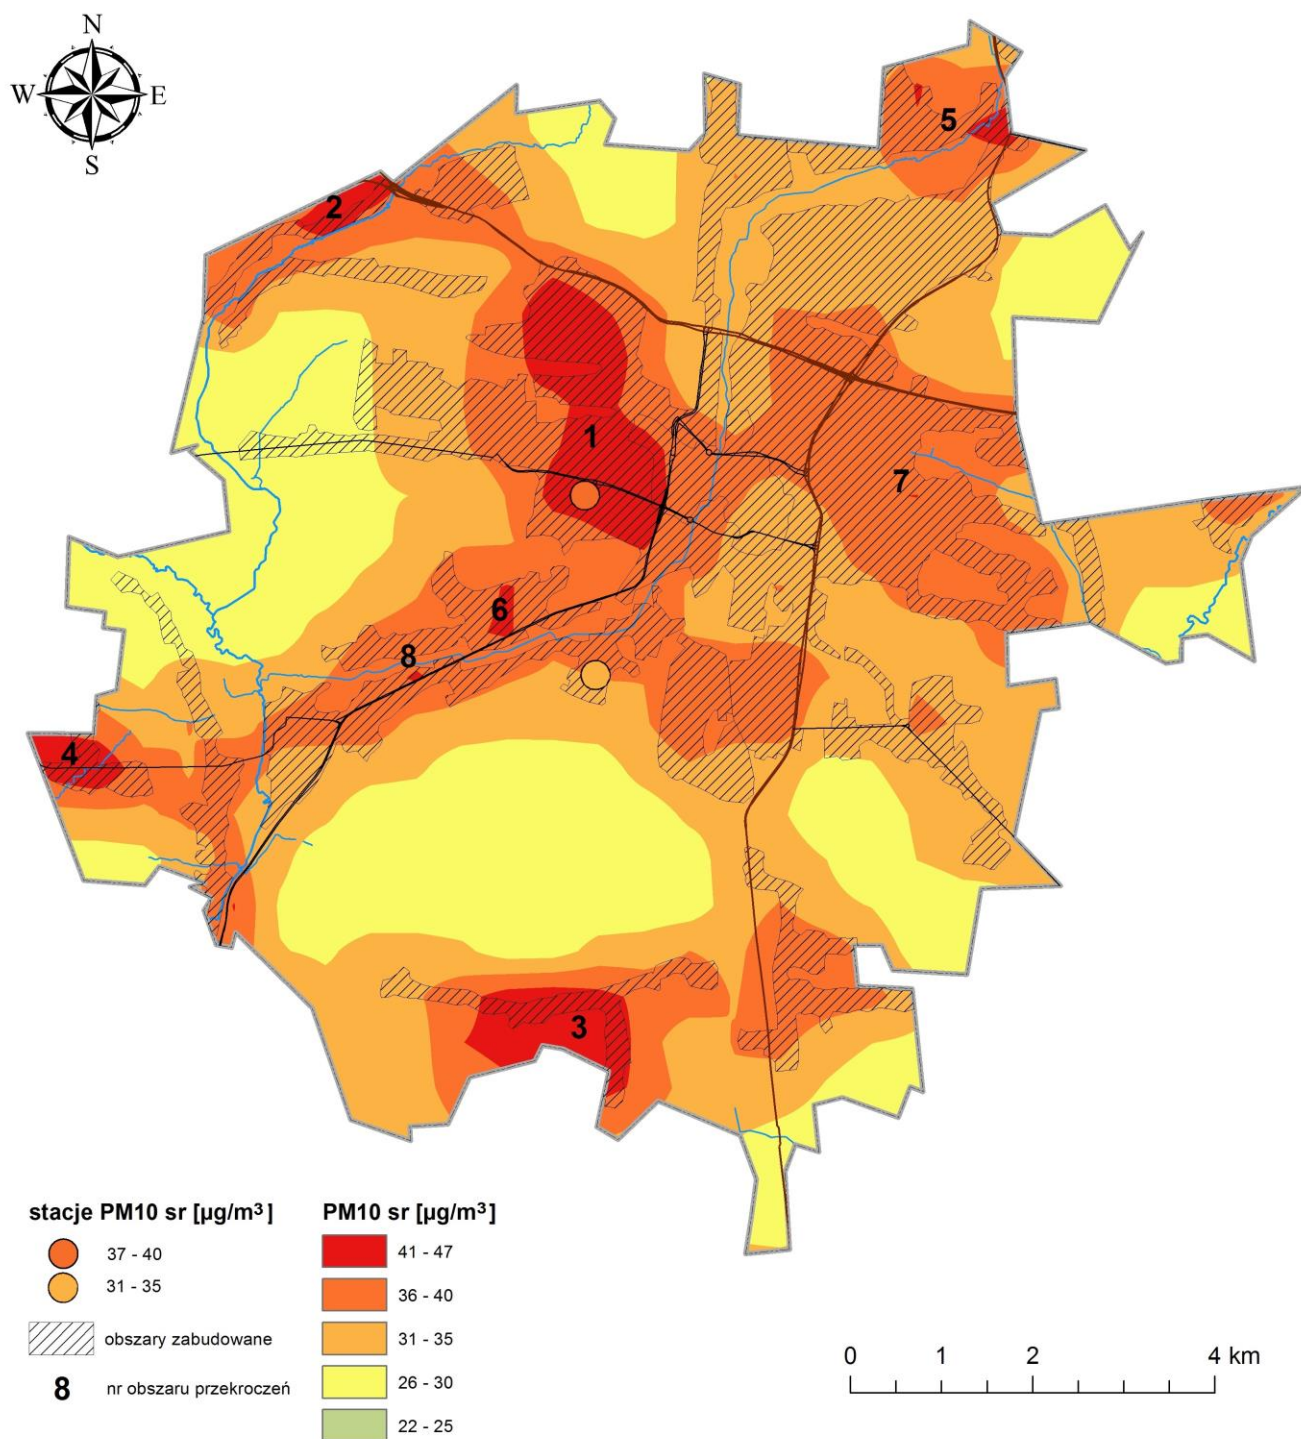 N
W E
S
5
2
1
7
6
8
4
3
stacje PM10 sr [µg/m³]
37 - 40
31 - 35
obszary zabudowane
8 nr obszaru przekroczeń
PM10 sr [µg/m³]
41 - 47
36 - 40
31 - 35
26 - 30
22 - 25
0 1 2 4 km